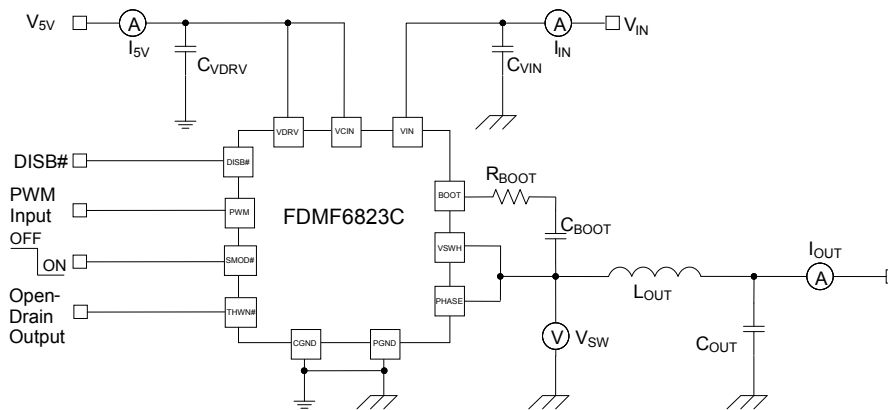 V5V
A
I5V
CVDRV
A
IIN
VIN
CVIN
VDRV
VCIN
VIN
DISB#
DISB#
PWM
Input
PWM
OFF
ON
SMOD#
Open-
Drain
Output
THWN#
FDMF6823C
BOOT
RBOOT
CBOOT
VSWH
PHASE
LOUT
IOUT
A
V
VSW
COUT
CGND
PGND